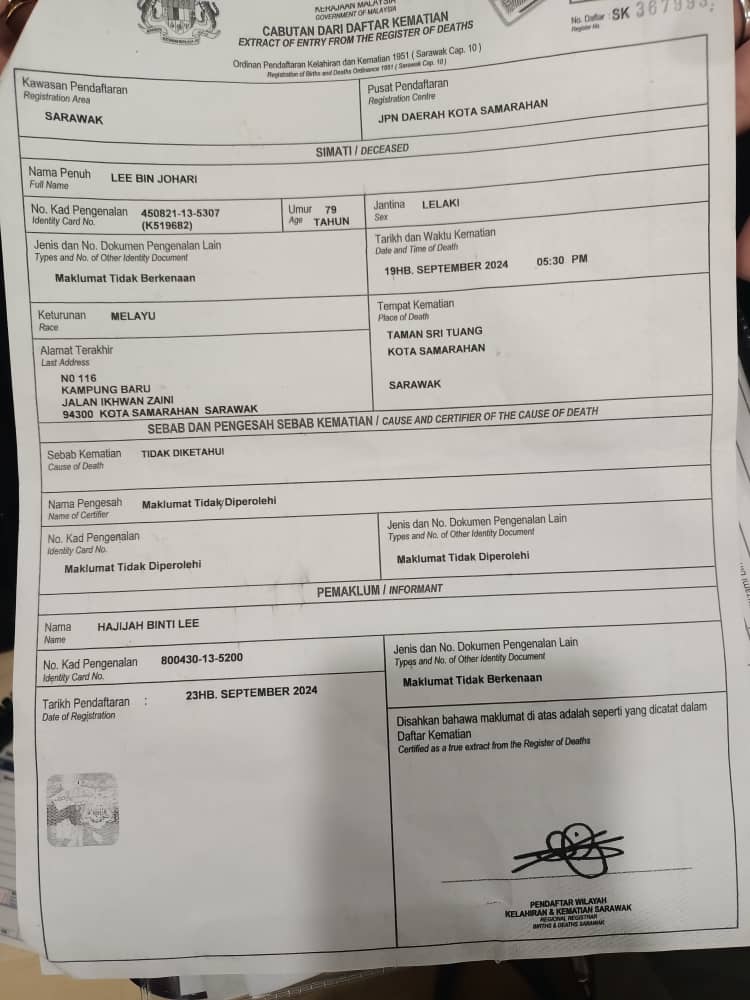 KERAJAAN MALAYSIA
GOVERNMENT OF MALAYSIA
CABUTAN DARI DAFTAR KEMATIAN
EXTRACT OF ENTRY FROM THE REGISTER OF DEATHS
No. Daftar : SK 367993
Register No.
Ordinan Pendaftaran Kelahiran dan Kematian 1951 ( Sarawak Cap. 10 )
Registration of Births and Deaths Ordinance 1951 ( Sarawak Cap. 10 )
Kawasan Pendaftaran
Registration Area
SARAWAK
Pusat Pendaftaran
Registration Centre
JPN DAERAH KOTA SAMARAHAN
SIMATI / DECEASED
Nama Penuh LEE BIN JOHARI
Full Name
No. Kad Pengenalan 450821-13-5307
Identity Card No. (K519682)
Umur 79
Age TAHUN
Jantina LELAKI
Sex
Jenis dan No. Dokumen Pengenalan Lain
Types and No. of Other Identity Document
Maklumat Tidak Berkenaan
Tarikh dan Waktu Kematian
Date and Time of Death
19HB. SEPTEMBER 2024 05:30 PM
Keturunan MELAYU
Race
Tempat Kematian
Place of Death
TAMAN SRI TUANG
KOTA SAMARAHAN
SARAWAK
Alamat Terakhir
Last Address
N0 116
KAMPUNG BARU
JALAN IKHWAN ZAINI
94300 KOTA SAMARAHAN SARAWAK
SEBAB DAN PENGESAH SEBAB KEMATIAN / CAUSE AND CERTIFIER OF THE CAUSE OF DEATH
Sebab Kematian TIDAK DIKETAHUI
Cause of Death
Nama Pengesah Maklumat Tidak Diperolehi
Name of Certifier
No. Kad Pengenalan
Identity Card No.
Maklumat Tidak Diperolehi
Jenis dan No. Dokumen Pengenalan Lain
Types and No. of Other Identity Document
Maklumat Tidak Diperolehi
PEMAKLUM / INFORMANT
Nama HAJIJAH BINTI LEE
Name
No. Kad Pengenalan 800430-13-5200
Identity Card No.
Jenis dan No. Dokumen Pengenalan Lain
Types and No. of Other Identity Document
Maklumat Tidak Berkenaan
Tarikh Pendaftaran : 23HB. SEPTEMBER 2024
Date of Registration
Disahkan bahawa maklumat di atas adalah seperti yang dicatat dalam
Daftar Kematian
Certified as a true extract from the Register of Deaths
PENDAFTAR WILAYAH
KELAHIRAN & KEMATIAN SARAWAK
REGIONAL REGISTRAR
BIRTHS & DEATHS SARAWAK